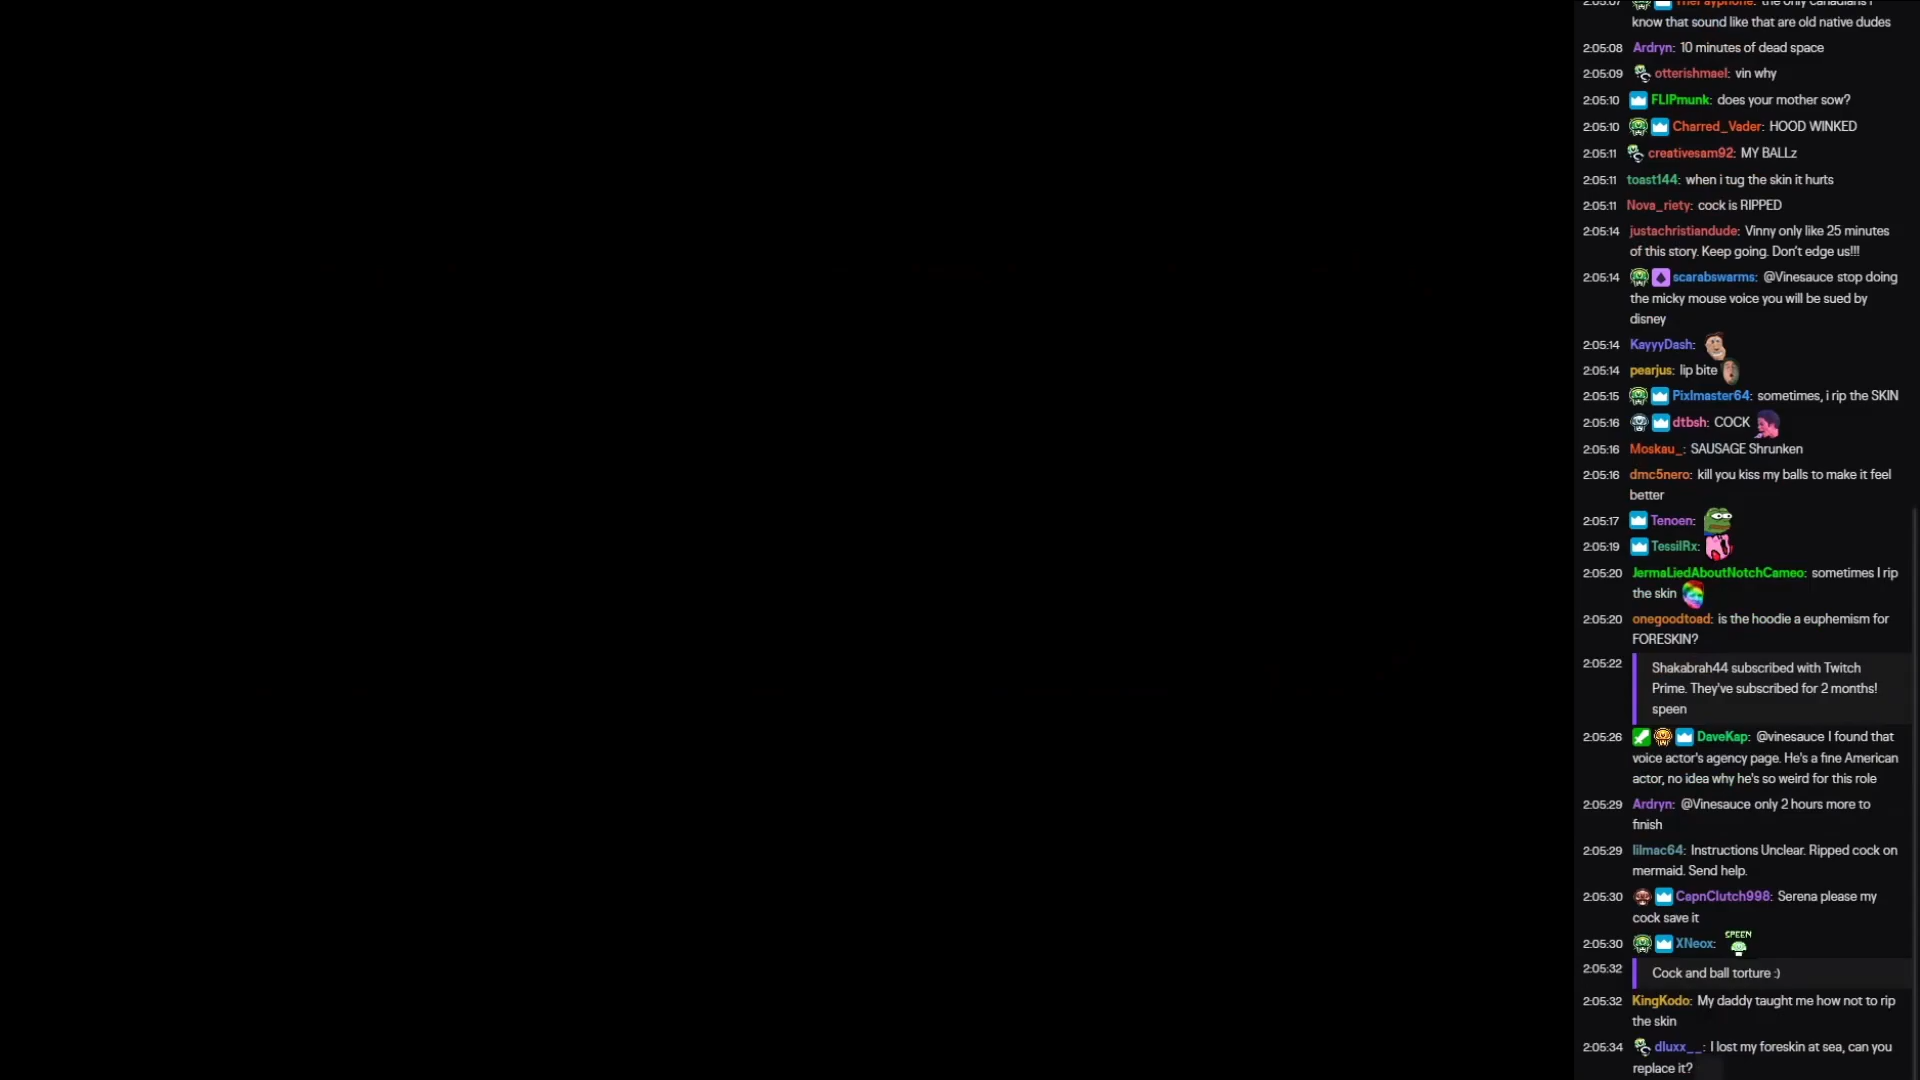 2:05:07 ThePayphone: the only canadians i
know that sound like that are old native dudes
2:05:08 Ardryn: 10 minutes of dead space
2:05:09 otterishmael: vin why
2:05:10 FLIPmunk: does your mother sow?
2:05:10 Charred_Vader: HOOD WINKED
2:05:11 creativesam92: MY BALLz
2:05:11 toast144: when i tug the skin it hurts
2:05:11 Nova_riety: cock is RIPPED
2:05:14 justachristiandude: Vinny only like 25 minutes
of this story. Keep going. Don't edge us!!!
2:05:14 scarabswarms: @Vinesauce stop doing
the micky mouse voice you will be sued by
disney
2:05:14 KayyyDash:
2:05:14 pearjus: lip bite
2:05:15 Pixlmaster64: sometimes, i rip the SKIN
2:05:16 dtbsh: COCK
2:05:16 Moskau_: SAUSAGE Shrunken
2:05:16 dmc5nero: kill you kiss my balls to make it feel
better
2:05:17 Tenoen:
2:05:19 TessilRx:
2:05:20 JermaLiedAboutNotchCameo: sometimes I rip
the skin
2:05:20 onegoodtoad: is the hoodie a euphemism for
FORESKIN?
2:05:22 Shakabrah44 subscribed with Twitch
Prime. They've subscribed for 2 months!
speen
2:05:26 DaveKap: @vinesauce I found that
voice actor's agency page. He's a fine American
actor, no idea why he's so weird for this role
2:05:29 Ardryn: @Vinesauce only 2 hours more to
finish
2:05:29 lilmac64: Instructions Unclear. Ripped cock on
mermaid. Send help.
2:05:30 CapnClutch998: Serena please my
cock save it
2:05:30 XNeox: SPEEN
2:05:32 Cock and ball torture :)
2:05:32 KingKodo: My daddy taught me how not to rip
the skin
2:05:34 dluxx__: I lost my foreskin at sea, can you
replace it?